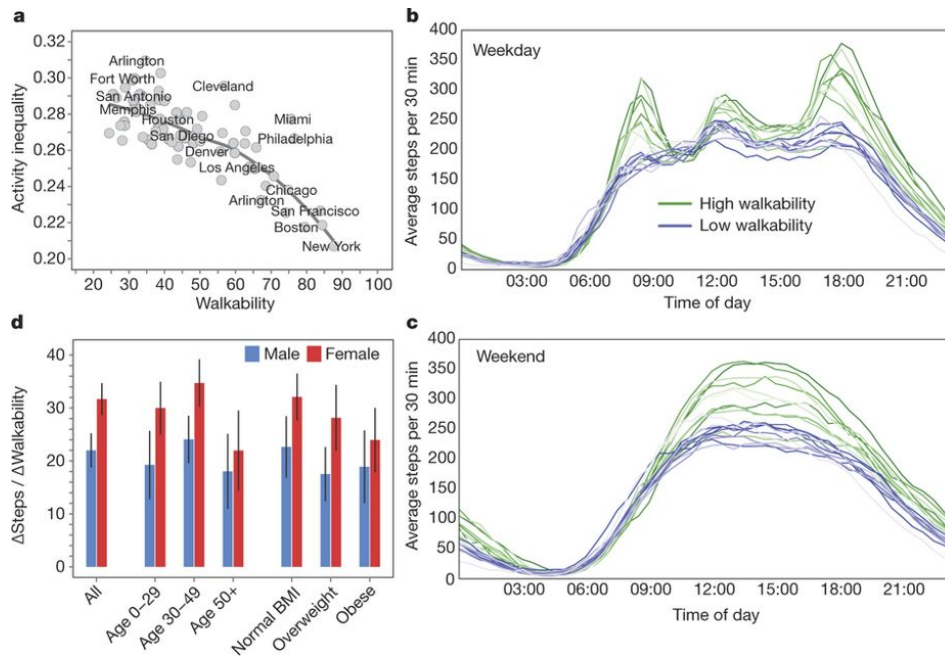 a
0.32
0.30
0.28
0.26
0.24
0.22
0.20
Activity inequality
Arlington
Fort Worth
Cleveland
San Antonio
Memphis
Houston
Miami
San Diego
Philadelphia
Denver
Los Angeles
Chicago
Arlington
San Francisco
Boston
New York
20 30 40 50 60 70 80 90 100
Walkability
b
Weekday
400
350
300
250
200
150
100
50
0
Average steps per 30 min
High walkability
Low walkability
03:00 06:00 09:00 12:00 15:00 18:00 21:00
Time of day
d
Male Female
40
30
20
10
0
ΔSteps / ΔWalkability
All
Age 0–29
Age 30–49
Age 50+
Normal BMI
Overweight
Obese
c
Weekend
400
350
300
250
200
150
100
50
0
Average steps per 30 min
03:00 06:00 09:00 12:00 15:00 18:00 21:00
Time of day